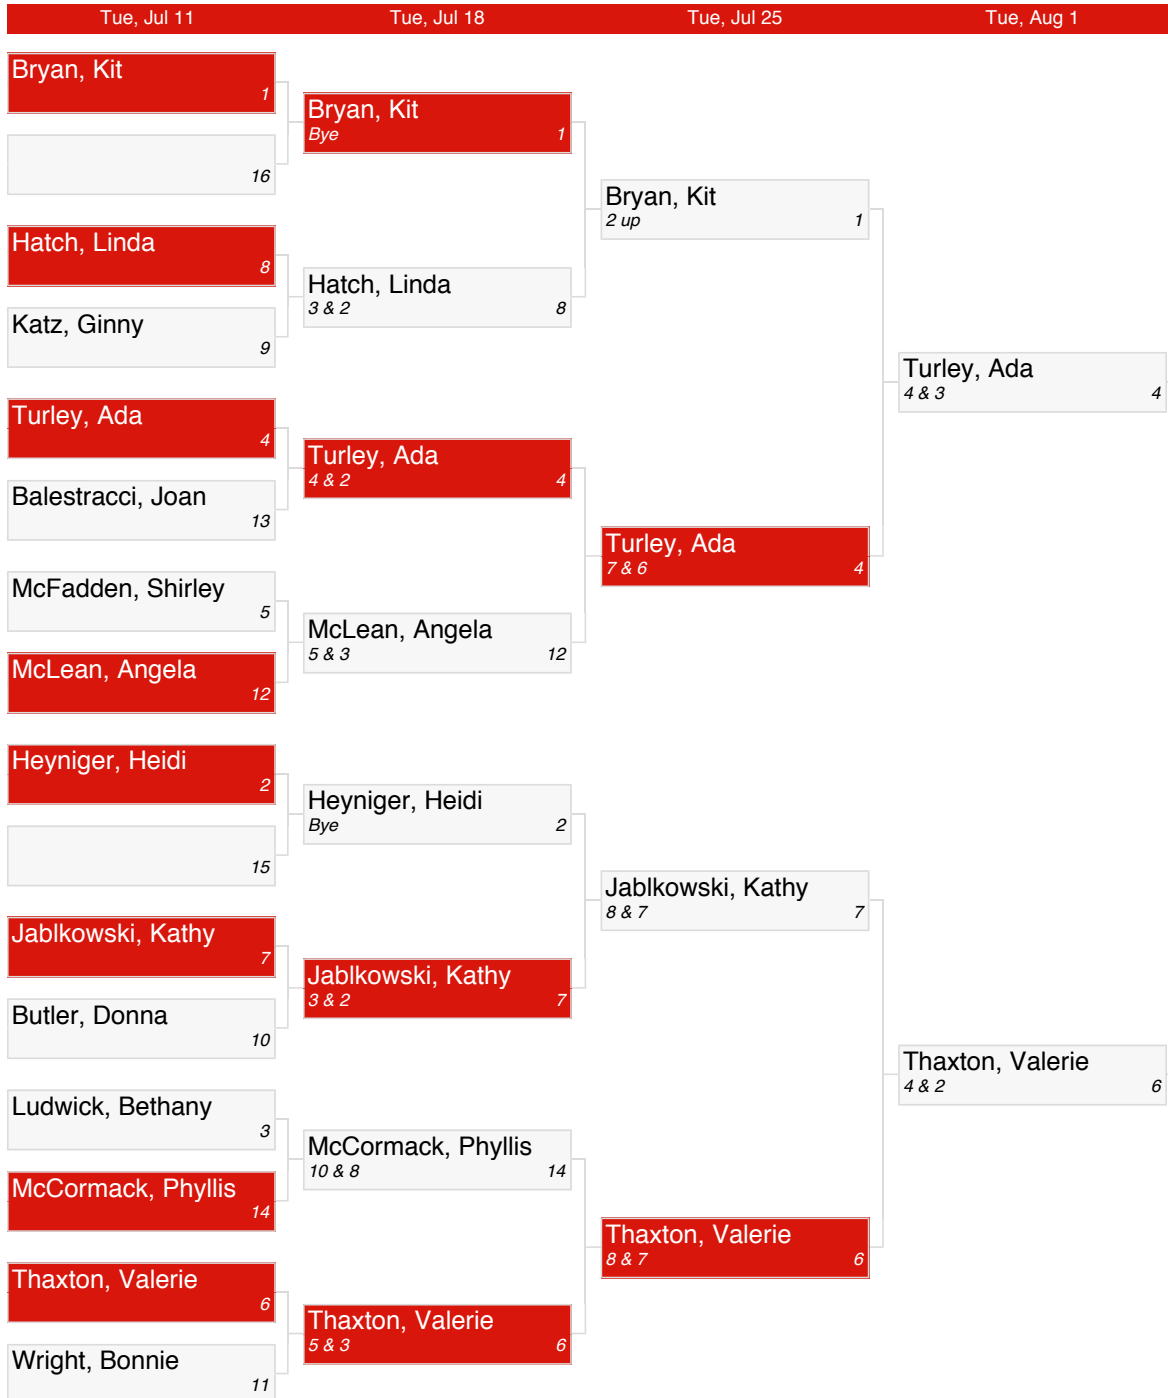 Tue, Jul 11
Tue, Jul 18
Tue, Jul 25
Tue, Aug 1
Bryan, Kit
1
16
Hatch, Linda
8
Katz, Ginny
9
Turley, Ada
4
Balestracci, Joan
13
McFadden, Shirley
5
McLean, Angela
12
Heyniger, Heidi
2
15
Jablkowski, Kathy
7
Butler, Donna
10
Ludwick, Bethany
3
McCormack, Phyllis
14
Thaxton, Valerie
6
Wright, Bonnie
11
Bryan, Kit
Bye 1
Hatch, Linda
3 & 2 8
Turley, Ada
4 & 2 4
McLean, Angela
5 & 3 12
Heyniger, Heidi
Bye 2
Jablkowski, Kathy
3 & 2 7
McCormack, Phyllis
10 & 8 14
Thaxton, Valerie
5 & 3 6
Bryan, Kit
2 up 1
Turley, Ada
7 & 6 4
Jablkowski, Kathy
8 & 7 7
Thaxton, Valerie
8 & 7 6
Turley, Ada
4 & 3 4
Thaxton, Valerie
4 & 2 6